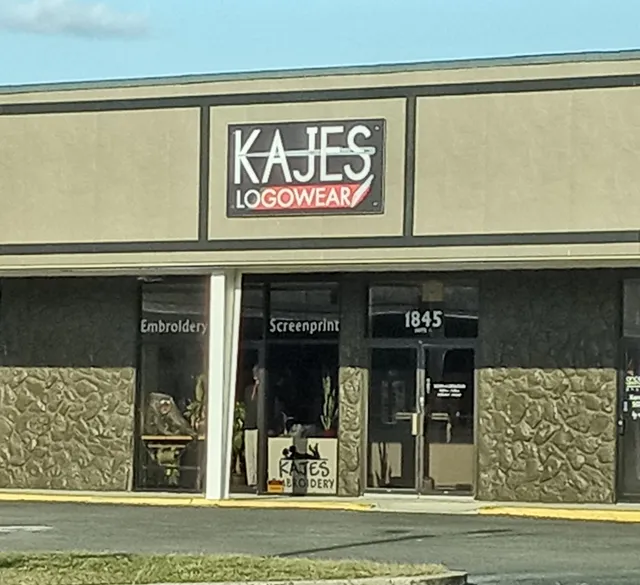 KAJES
LOGOWEAR
Embroidery
Screenprint
1845
KAJES
EMBROIDERY